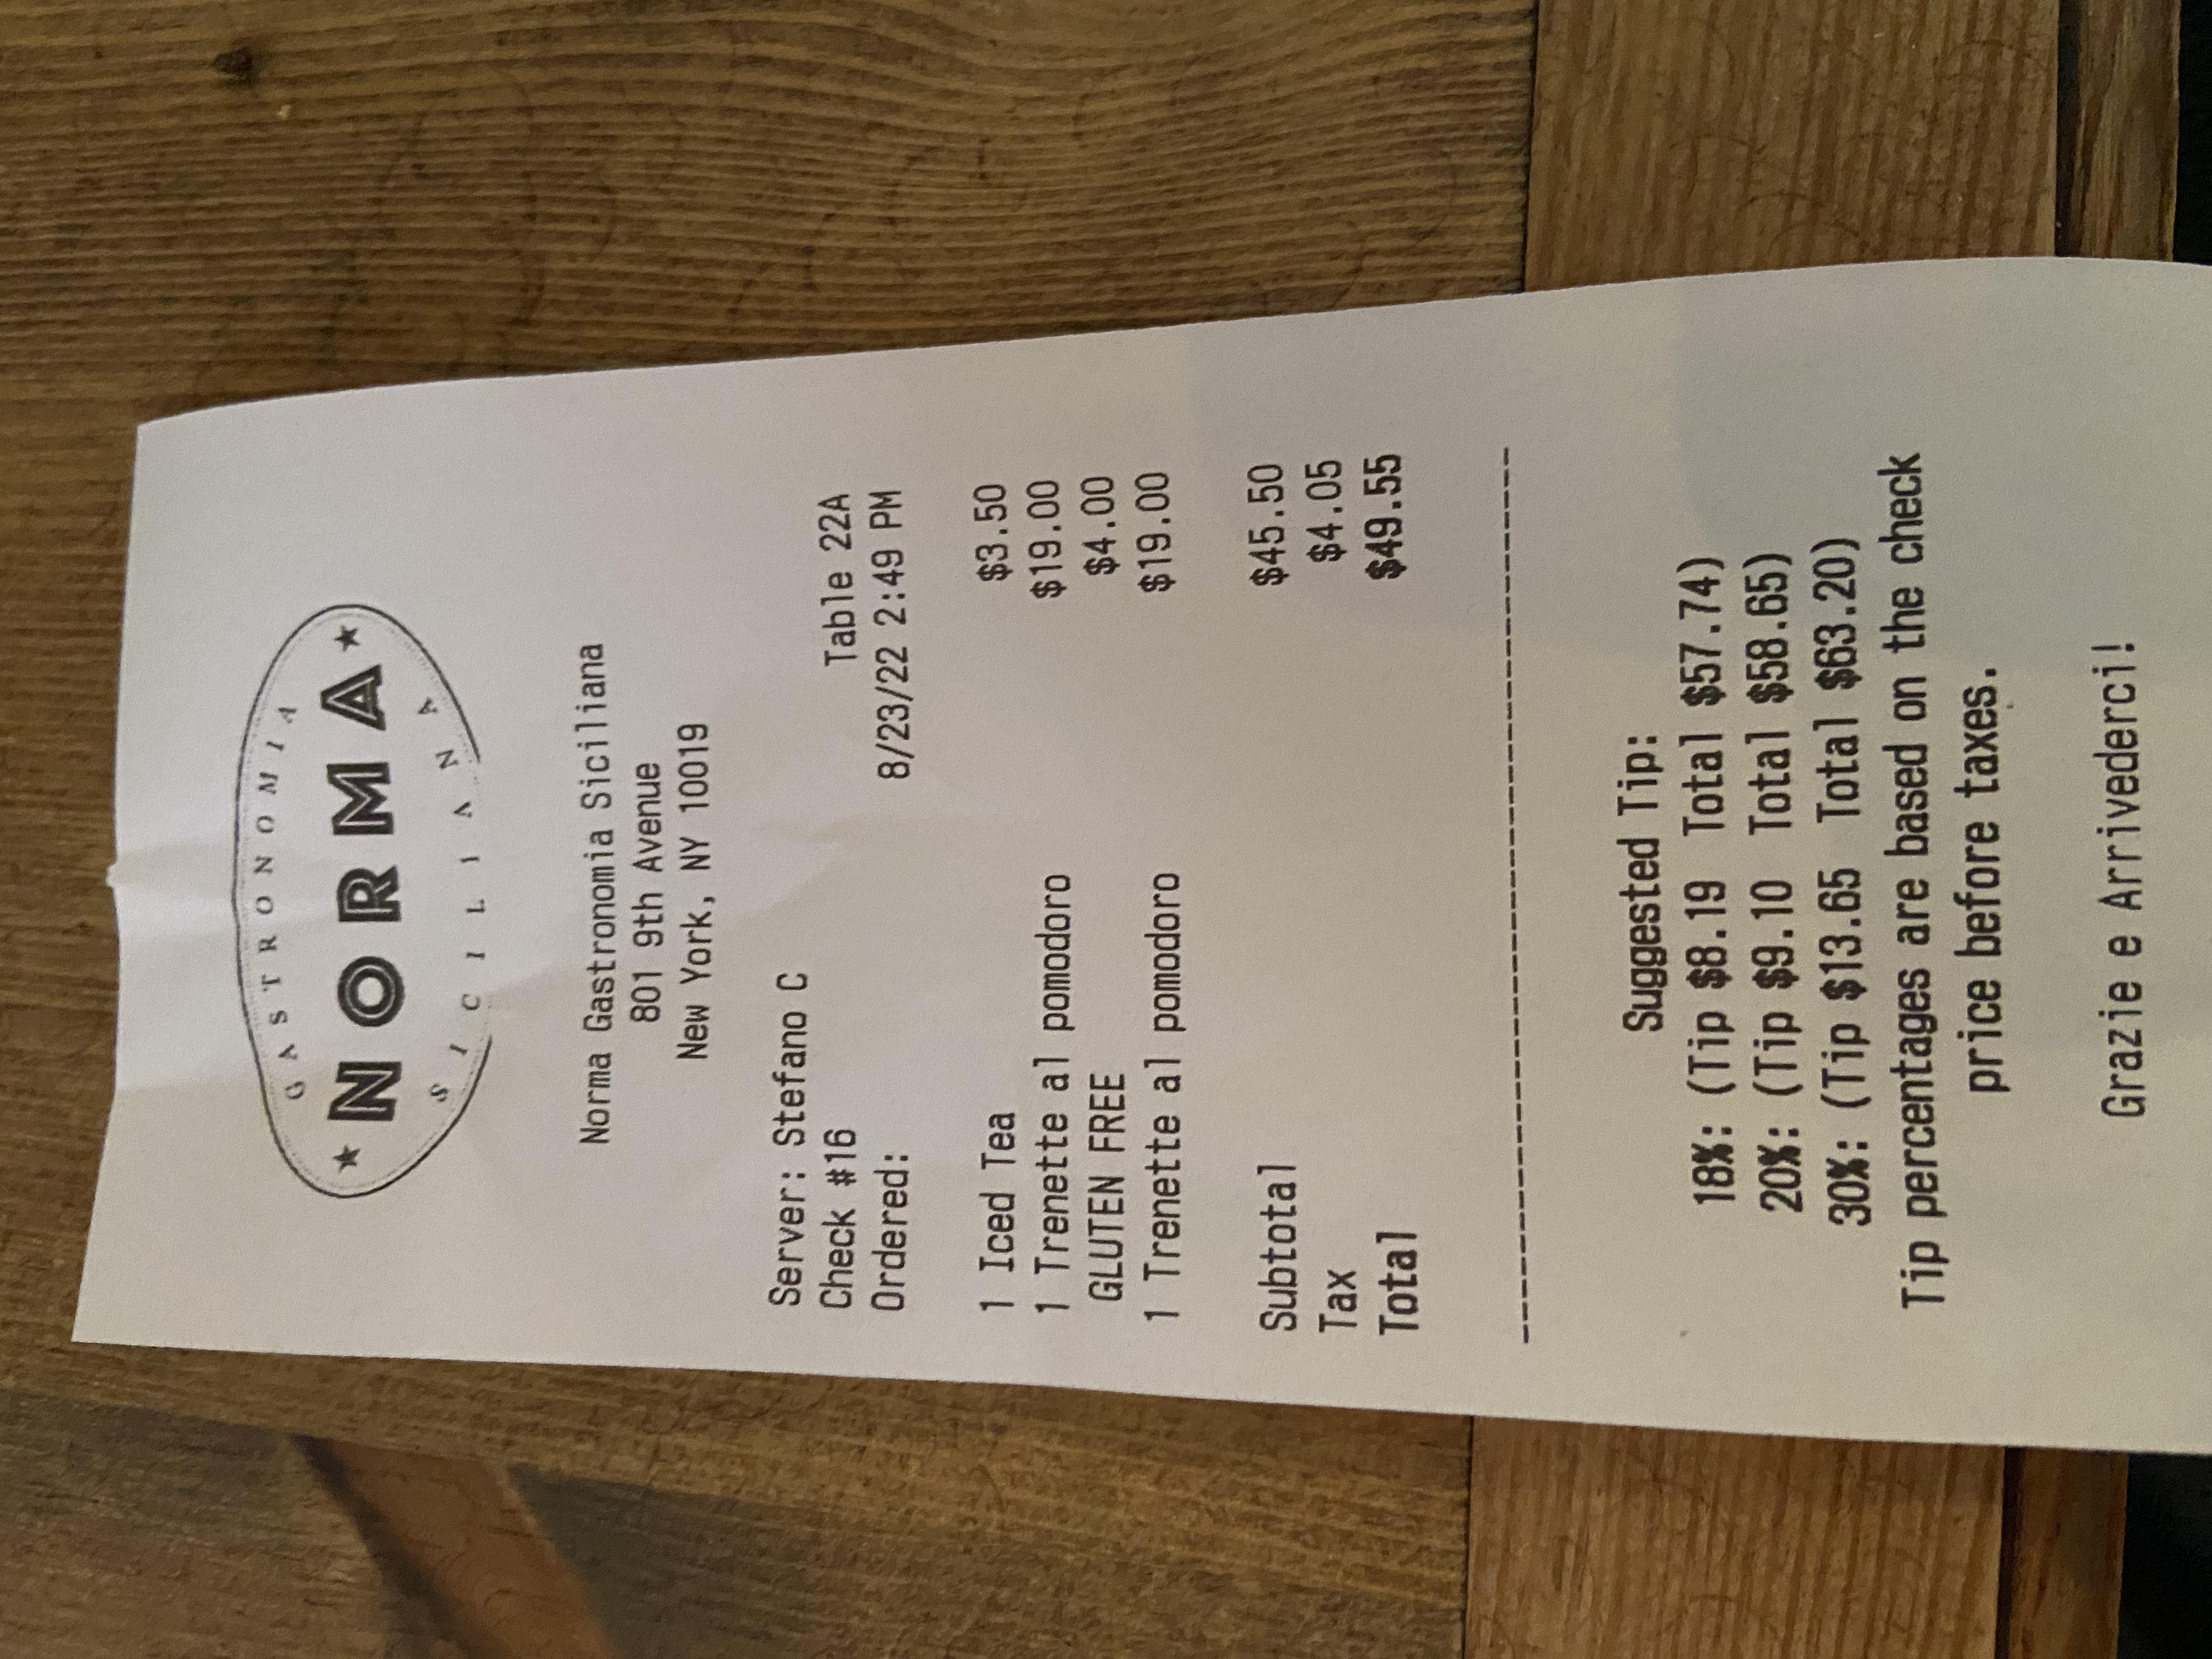 GASTRONOMIA
★ NORMA ★
SICILIANA
Norma Gastronomia Siciliana
801 9th Avenue
New York, NY 10019
Server: Stefano C
Check #16 Table 22A
Ordered: 8/23/22 2:49 PM
1 Iced Tea $3.50
1 Trenette al pomodoro $19.00
GLUTEN FREE $4.00
1 Trenette al pomodoro $19.00
Subtotal $45.50
Tax $4.05
Total $49.55
Suggested Tip:
18%: (Tip $8.19 Total $57.74)
20%: (Tip $9.10 Total $58.65)
30%: (Tip $13.65 Total $63.20)
Tip percentages are based on the check
price before taxes.
Grazie e Arrivederci!